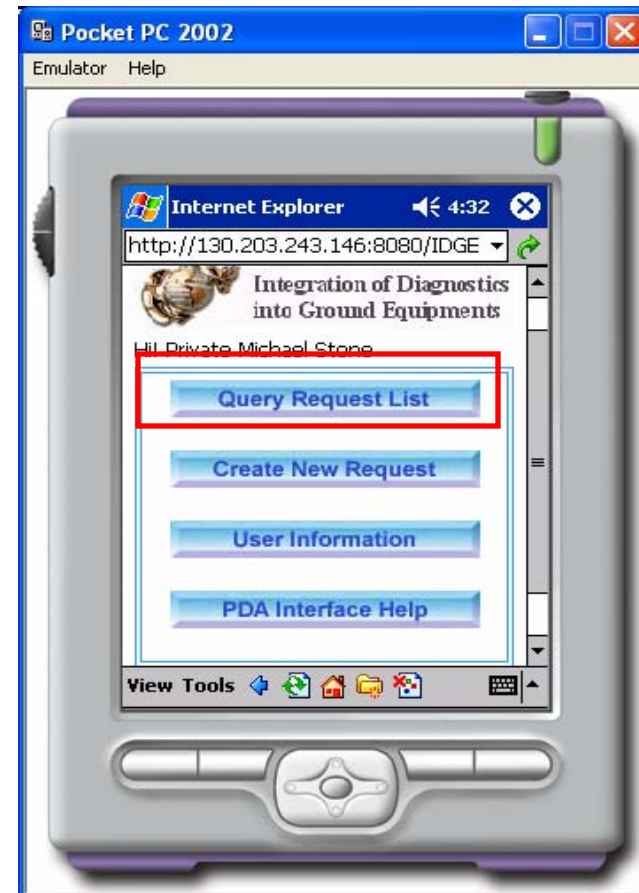 Pocket PC 2002
Emulator Help
Internet Explorer 4:32
http://130.203.243.146:8080/IDGE
Integration of Diagnostics
into Ground Equipments
Hi! Private Michael Stone
Query Request List
Create New Request
User Information
PDA Interface Help
View Tools